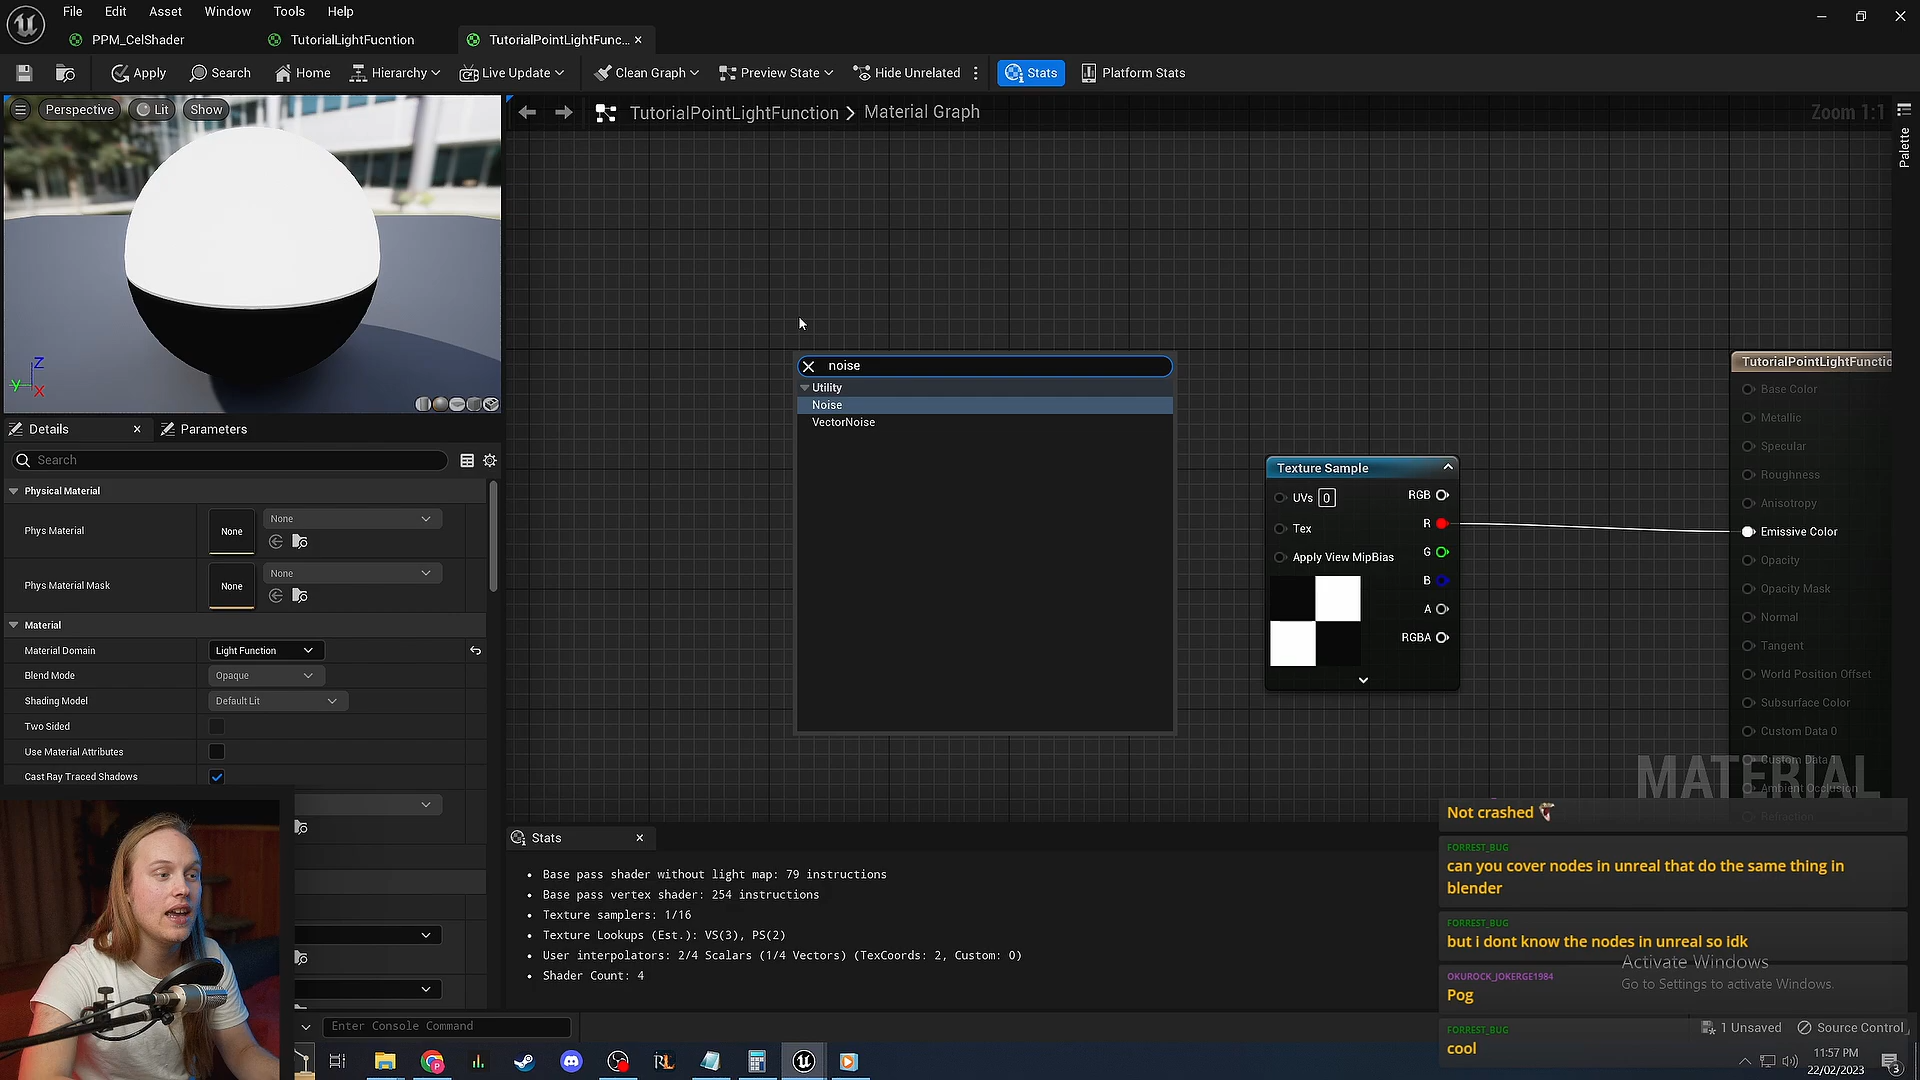 File Edit Asset Window Tools Help
PPM_CelShader TutorialLightFucntion TutorialPointLightFunc...
Apply Search Home Hierarchy Live Update Clean Graph Preview State Hide Unrelated Stats Platform Stats
Perspective Lit Show
TutorialPointLightFunction > Material Graph
Zoom 1:1
Palette
noise
Utility
Noise
VectorNoise
Z
Y
X
Details Parameters
Search
Physical Material
Phys Material None None
Phys Material Mask None None
Material
Material Domain Light Function
Blend Mode Opaque
Shading Model Default Lit
Two Sided
Use Material Attributes
Cast Ray Traced Shadows
Texture Sample
UVs 0 RGB
R
Tex
Apply View MipBias G
B
A
RGBA
TutorialPointLightFunctio
Base Color
Metallic
Specular
Roughness
Anisotropy
Emissive Color
Opacity
Opacity Mask
Normal
Tangent
World Position Offset
Subsurface Color
Custom Data 0
Custom Data
Ambient Occlusion
Refraction
MATERIAL
Stats
Base pass shader without light map: 79 instructions
Base pass vertex shader: 254 instructions
Texture samplers: 1/16
Texture Lookups (Est.): VS(3), PS(2)
User interpolators: 2/4 Scalars (1/4 Vectors) (TexCoords: 2, Custom: 0)
Shader Count: 4
Enter Console Command
Not crashed
FORREST_BUG
can you cover nodes in unreal that do the same thing in
blender
FORREST_BUG
but i dont know the nodes in unreal so idk
Activate Windows
Go to Settings to activate Windows.
OKUROCK_JOKERGE1984
Pog
FORREST_BUG
cool
1 Unsaved Source Control
11:57 PM
22/02/2023
3